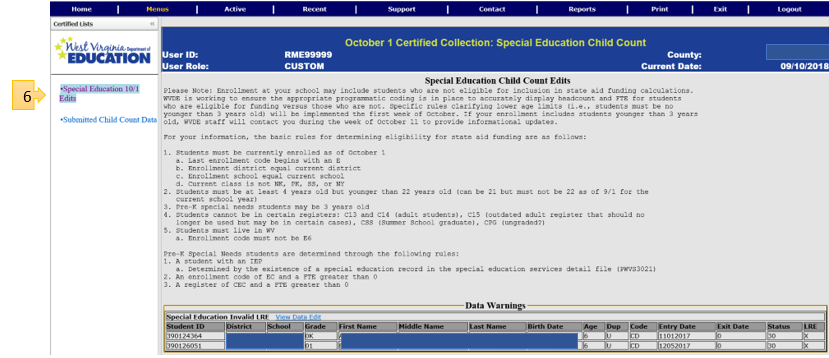 Home | Menus | Active | Recent | Support | Contact | Reports | Print | Exit | Logout
Certified Lists «
West Virginia Department of
EDUCATION
October 1 Certified Collection: Special Education Child Count
User ID: RME99999 County:
User Role: CUSTOM Current Date: 09/10/2018
6
•Special Education 10/1
Edits
•Submitted Child Count Data
Special Education Child Count Edits
Please Note: Enrollment at your school may include students who are not eligible for inclusion in state aid funding calculations.
WVDE is working to ensure the appropriate programmatic coding is in place to accurately display headcount and FTE for students
who are eligible for funding versus those who are not. Specific rules clarifying lower age limits (i.e., students must be no
younger than 3 years old) will be implemented the first week of October. If your enrollment includes students younger than 3 years
old, WVDE staff will contact you during the week of October 11 to provide informational updates.
For your information, the basic rules for determining eligibility for state aid funding are as follows:
1. Students must be currently enrolled as of October 1
a. Last enrollment code begins with an E
b. Enrollment district equal current district
c. Enrollment school equal current school
d. Current class is not NK, PK, SS, or NY
2. Students must be at least 4 years old but younger than 22 years old (can be 21 but must not be 22 as of 9/1 for the
current school year)
3. Pre-K special needs students may be 3 years old
4. Students cannot be in certain registers: C13 and C14 (adult students), C15 (outdated adult register that should no
longer be used but may be in certain cases), CSS (Summer School graduate), CPG (ungraded?)
5. Students must live in WV
a. Enrollment code must not be E6
Pre-K Special Needs students are determined through the following rules:
1. A student with an IEP
a. Determined by the existence of a special education record in the special education services detail file (PWVS3021)
2. An enrollment code of EC and a FTE greater than 0
3. A register of CEC and a FTE greater than 0
Data Warnings
Special Education Invalid LRE View Data Edit
Student ID District School Grade First Name Middle Name Last Name Birth Date Age Dup Code Entry Date Exit Date Status LRE
390124364 0K 6 U CD 11012017 0 30 X
390126051 01 6 U CD 12052017 0 30 X